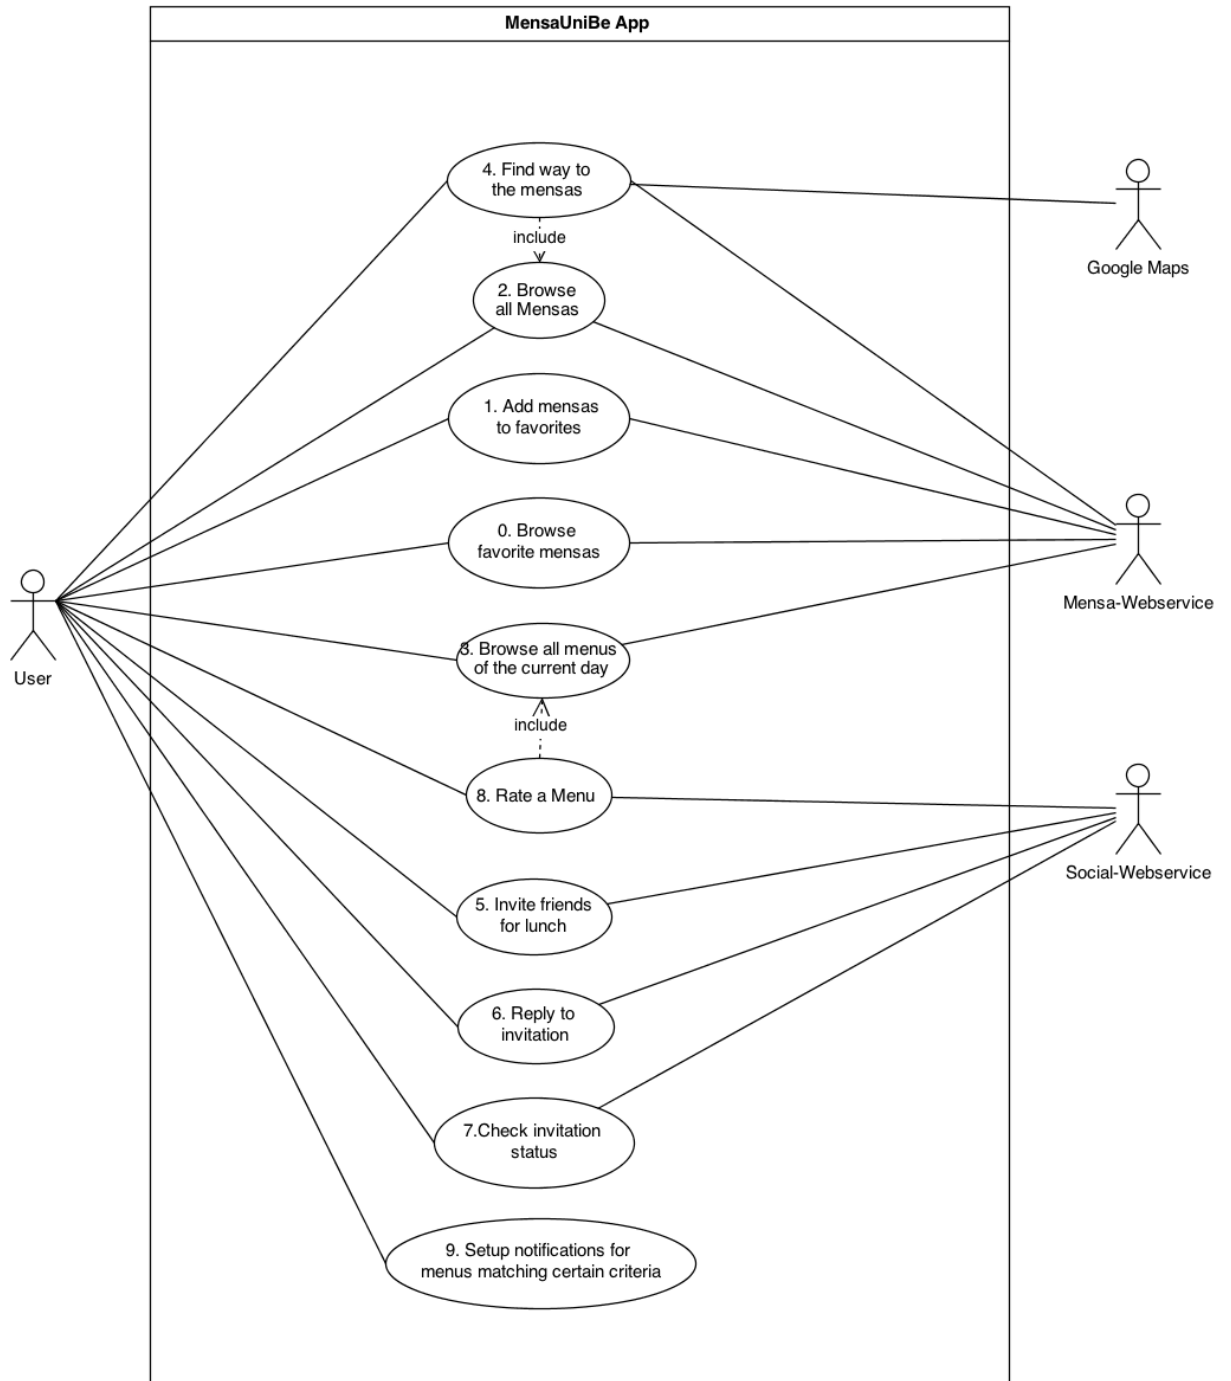 MensaUniBe App
4. Find way to
the mensas
include
Google Maps
2. Browse
all Mensas
1. Add mensas
to favorites
0. Browse
favorite mensas
Mensa-Webservice
User
3. Browse all menus
of the current day
include
8. Rate a Menu
Social-Webservice
5. Invite friends
for lunch
6. Reply to
invitation
7.Check invitation
status
9. Setup notifications for
menus matching certain criteria